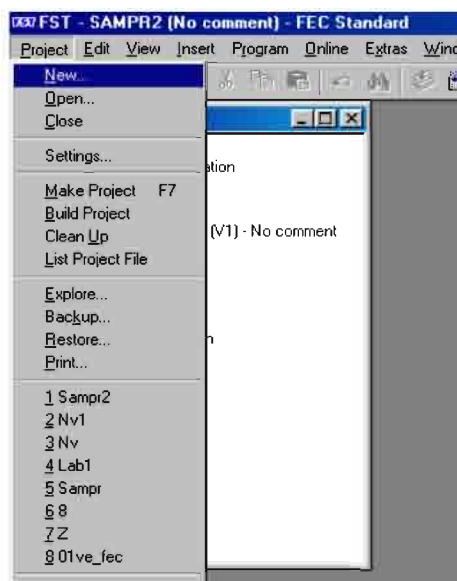 FST - SAMPR2 (No comment) - FEC Standard
Project Edit View Insert Program Online Extras Wind
New...
Open...
Close
Settings...
ation
Make Project F7
Build Project
Clean Up
(V1) - No comment
List Project File
Explore...
Backup...
Restore...
n
Print...
1 Sampr2
2 Nv1
3 Nv
4 Lab1
5 Sampr
6 8
7 Z
8 01ve_fec